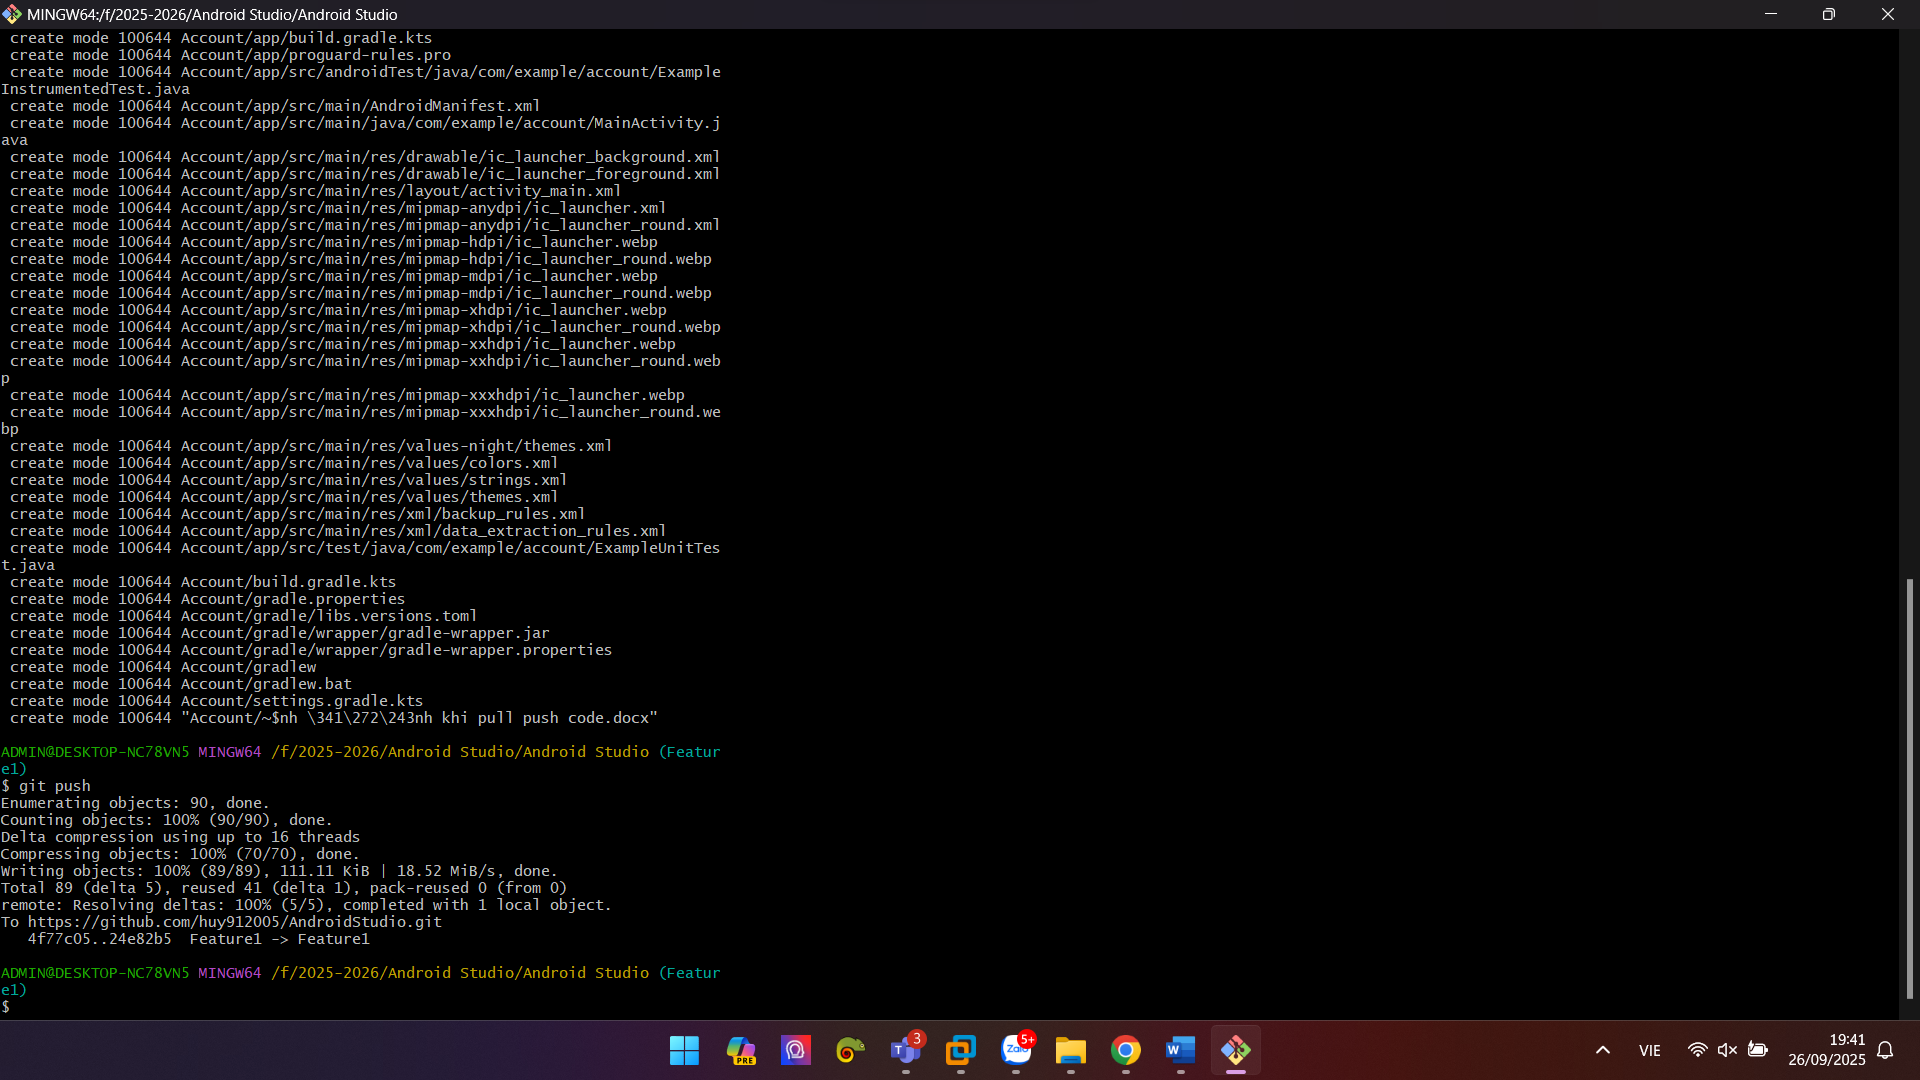 MINGW64:/f/2025-2026/Android Studio/Android Studio
create mode 100644 Account/app/build.gradle.kts
create mode 100644 Account/app/proguard-rules.pro
create mode 100644 Account/app/src/androidTest/java/com/example/account/Example
InstrumentedTest.java
create mode 100644 Account/app/src/main/AndroidManifest.xml
create mode 100644 Account/app/src/main/java/com/example/account/MainActivity.j
ava
create mode 100644 Account/app/src/main/res/drawable/ic_launcher_background.xml
create mode 100644 Account/app/src/main/res/drawable/ic_launcher_foreground.xml
create mode 100644 Account/app/src/main/res/layout/activity_main.xml
create mode 100644 Account/app/src/main/res/mipmap-anydpi/ic_launcher.xml
create mode 100644 Account/app/src/main/res/mipmap-anydpi/ic_launcher_round.xml
create mode 100644 Account/app/src/main/res/mipmap-hdpi/ic_launcher.webp
create mode 100644 Account/app/src/main/res/mipmap-hdpi/ic_launcher_round.webp
create mode 100644 Account/app/src/main/res/mipmap-mdpi/ic_launcher.webp
create mode 100644 Account/app/src/main/res/mipmap-mdpi/ic_launcher_round.webp
create mode 100644 Account/app/src/main/res/mipmap-xhdpi/ic_launcher.webp
create mode 100644 Account/app/src/main/res/mipmap-xhdpi/ic_launcher_round.webp
create mode 100644 Account/app/src/main/res/mipmap-xxhdpi/ic_launcher.webp
create mode 100644 Account/app/src/main/res/mipmap-xxhdpi/ic_launcher_round.web
p
create mode 100644 Account/app/src/main/res/mipmap-xxxhdpi/ic_launcher.webp
create mode 100644 Account/app/src/main/res/mipmap-xxxhdpi/ic_launcher_round.we
bp
create mode 100644 Account/app/src/main/res/values-night/themes.xml
create mode 100644 Account/app/src/main/res/values/colors.xml
create mode 100644 Account/app/src/main/res/values/strings.xml
create mode 100644 Account/app/src/main/res/values/themes.xml
create mode 100644 Account/app/src/main/res/xml/backup_rules.xml
create mode 100644 Account/app/src/main/res/xml/data_extraction_rules.xml
create mode 100644 Account/app/src/test/java/com/example/account/ExampleUnitTes
t.java
create mode 100644 Account/build.gradle.kts
create mode 100644 Account/gradle.properties
create mode 100644 Account/gradle/libs.versions.toml
create mode 100644 Account/gradle/wrapper/gradle-wrapper.jar
create mode 100644 Account/gradle/wrapper/gradle-wrapper.properties
create mode 100644 Account/gradlew
create mode 100644 Account/gradlew.bat
create mode 100644 Account/settings.gradle.kts
create mode 100644 "Account/~$nh \341\272\243nh khi pull push code.docx"
ADMIN@DESKTOP-NC78VN5 MINGW64 /f/2025-2026/Android Studio/Android Studio (Featur
e1)
$ git push
Enumerating objects: 90, done.
Counting objects: 100% (90/90), done.
Delta compression using up to 16 threads
Compressing objects: 100% (70/70), done.
Writing objects: 100% (89/89), 111.11 KiB | 18.52 MiB/s, done.
Total 89 (delta 5), reused 41 (delta 1), pack-reused 0 (from 0)
remote: Resolving deltas: 100% (5/5), completed with 1 local object.
To https://github.com/huy912005/AndroidStudio.git
4f77c05..24e82b5  Feature1 -> Feature1
ADMIN@DESKTOP-NC78VN5 MINGW64 /f/2025-2026/Android Studio/Android Studio (Featur
e1)
$
PRE
T
3
Zalo
5+
W
VIE
19:41
26/09/2025